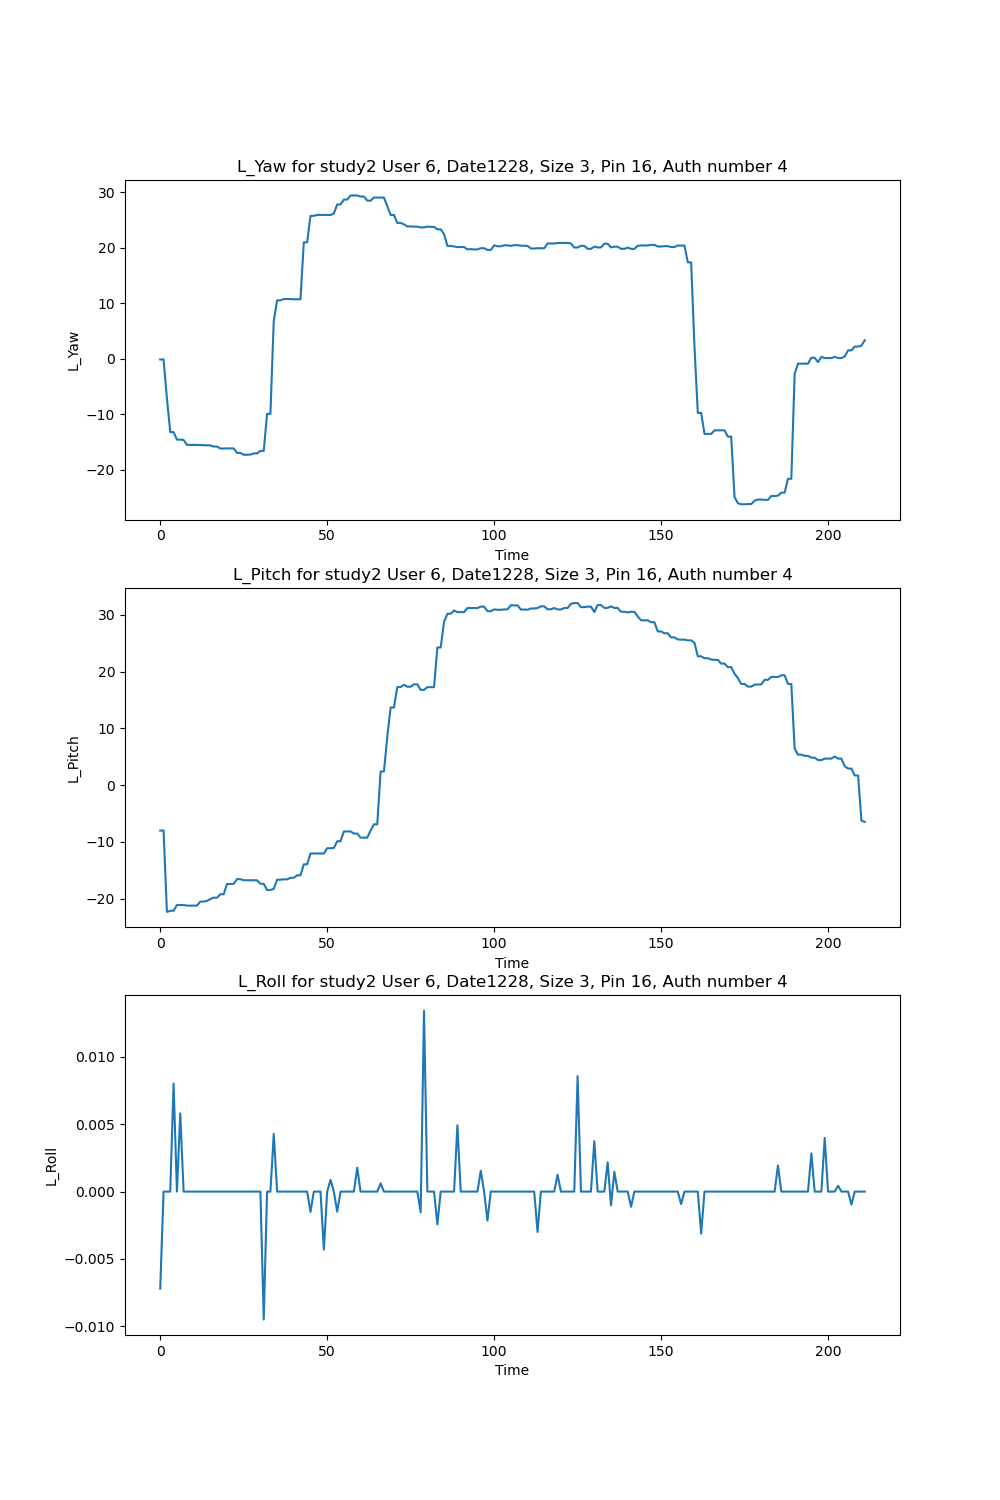 L_Yaw for study2 User 6, Date1228, Size 3, Pin 16, Auth number 4
30
20
10
0
−10
−20
L_Yaw
0 50 100 150 200
Time
L_Pitch for study2 User 6, Date1228, Size 3, Pin 16, Auth number 4
30
20
10
0
−10
−20
L_Pitch
0 50 100 150 200
Time
L_Roll for study2 User 6, Date1228, Size 3, Pin 16, Auth number 4
0.010
0.005
0.000
−0.005
−0.010
L_Roll
0 50 100 150 200
Time